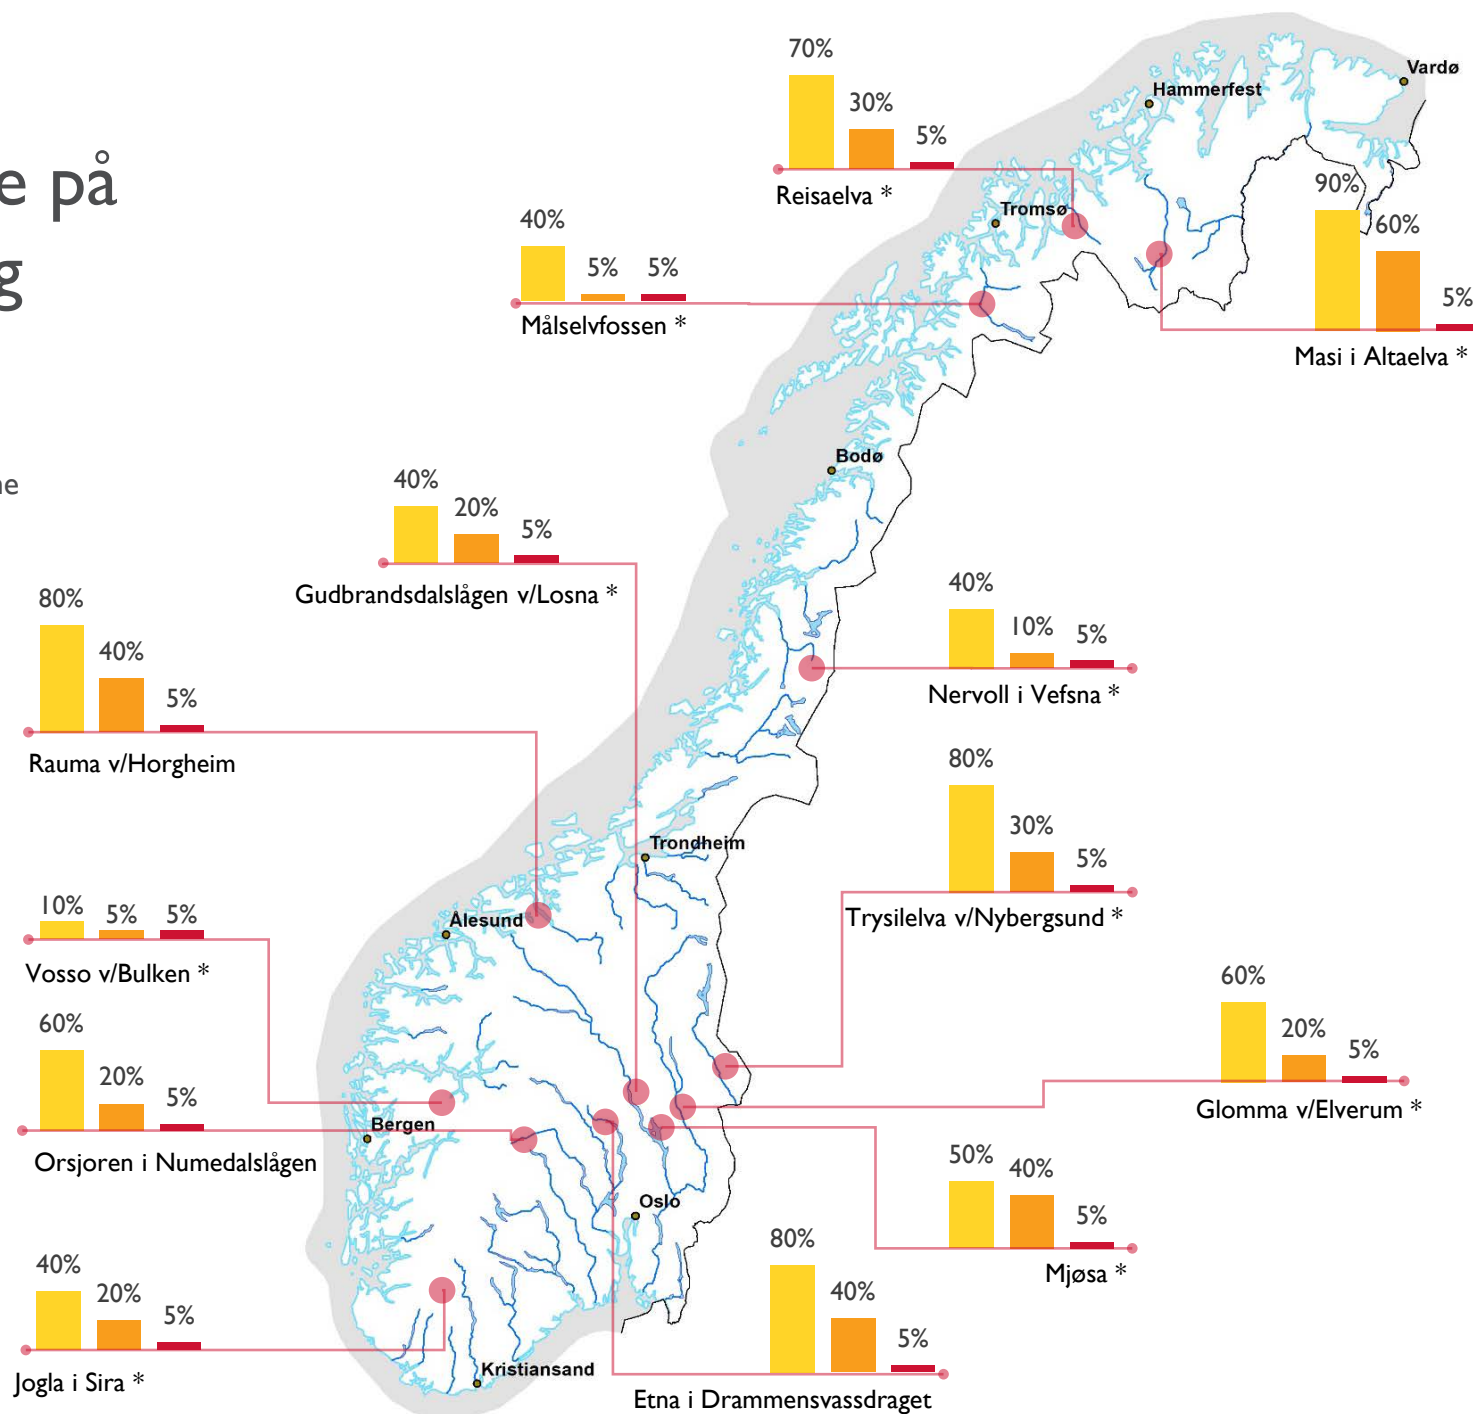 e på
g
ne
70%
30%
5%
Reisaelva *
Vardø
Hammerfest
Tromsø
90%
60%
5%
Masi i Altaelva *
40%
5%
5%
Målselvfossen *
Bodø
40%
20%
5%
Gudbrandsdalslågen v/Losna *
80%
40%
5%
Rauma v/Horgheim
40%
10%
5%
Nervoll i Vefsna *
80%
30%
5%
Trysilelva v/Nybergsund *
Trondheim
Ålesund
10%
5%
5%
Vosso v/Bulken *
60%
20%
5%
Orsjoren i Numedalslågen
Bergen
60%
20%
5%
Glomma v/Elverum *
50%
40%
5%
Mjøsa *
Oslo
40%
20%
5%
Jogla i Sira *
80%
40%
5%
Etna i Drammensvassdraget
Kristiansand